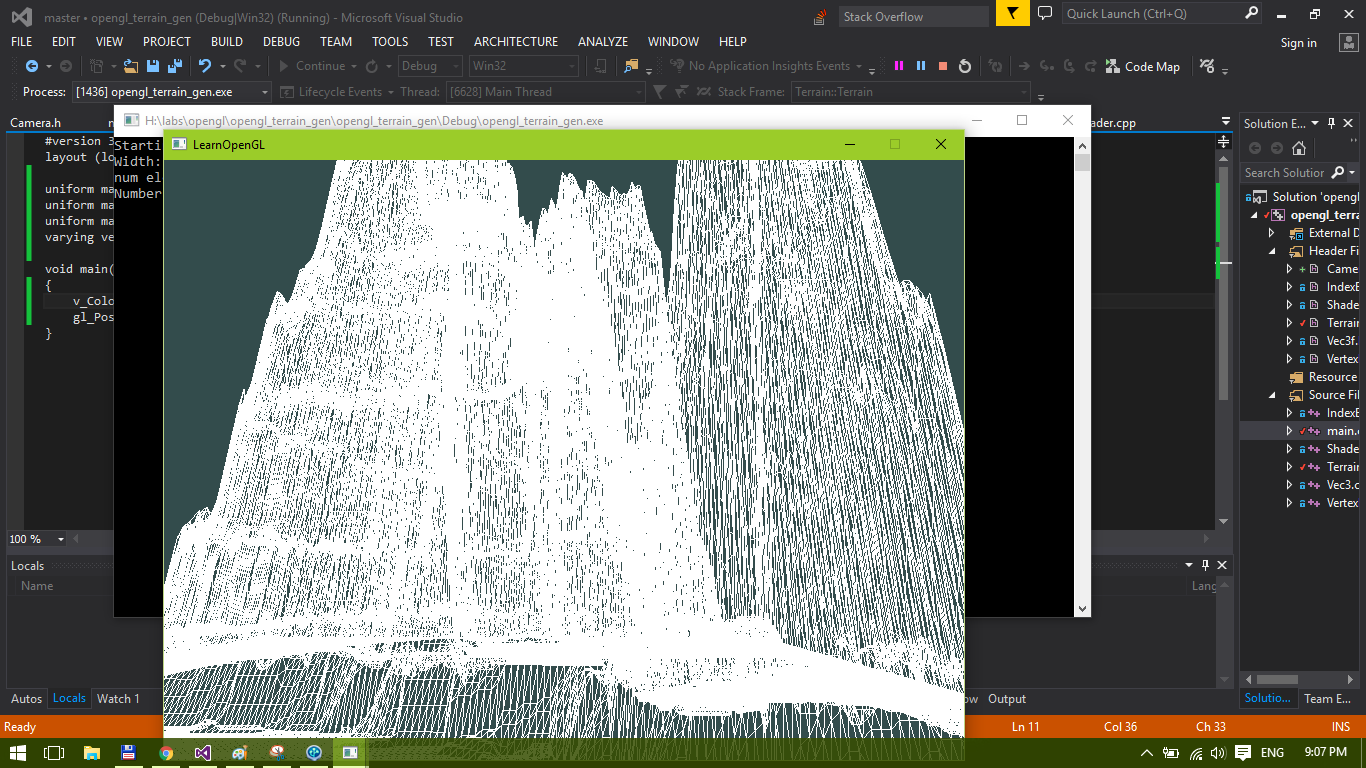 master • opengl_terrain_gen (Debug|Win32) (Running) - Microsoft Visual Studio
Stack Overflow
Quick Launch (Ctrl+Q)
FILE EDIT VIEW PROJECT BUILD DEBUG TEAM TOOLS TEST ARCHITECTURE ANALYZE WINDOW HELP
Sign in
Continue Debug Win32 No Application Insights Events Code Map
Process: [1436] opengl_terrain_gen.exe Lifecycle Events Thread: [6628] Main Thread Stack Frame: Terrain::Terrain
Camera.h
H:\labs\opengl\opengl_terrain_gen\opengl_terrain_gen\Debug\opengl_terrain_gen.exe
ader.cpp
Solution E...
LearnOpenGL
#version 3
layout (lo
uniform ma
uniform ma
uniform ma
varying ve
void main(
{
v_Colo
gl_Pos
}
Starti
Width:
num el
Number
Search Solution
Solution 'opengl
opengl_terra
External D
Header Fi
Came
IndexB
Shade
Terrain
Vec3f.
Vertex
Resource
Source Fil
IndexB
main.c
Shade
Terrain
Vec3.c
Vertex
100 %
Locals
Name
Lang
Autos Locals Watch 1
ow Output
Solutio... Team E...
Ready
Ln 11 Col 36 Ch 33 INS
ENG 9:07 PM